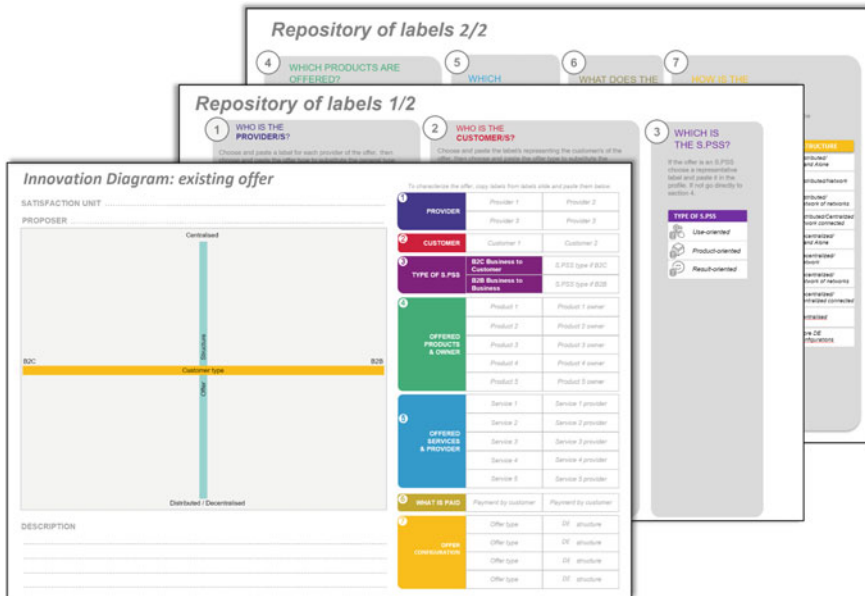 Repository of labels 2/2
4 WHICH PRODUCTS ARE OFFERED?
5 WHICH
6 WHAT DOES THE
7 HOW IS THE
STRUCTURE
Repository of labels 1/2
1 WHO IS THE PROVIDER/S?
Choose and paste a label for each provider of the offer, then
choose and paste the offer type to substitute the general type
2 WHO IS THE CUSTOMER/S?
Choose and paste the label/s representing the customer/s of the
offer, then choose and paste the offer type to substitute the
3 WHICH IS THE S.PSS?
If the offer is an S.PSS
choose a representative
label and paste it in the
profile. If not go directly to
section 4.
TYPE OF S.PSS
Use-oriented
Product-oriented
Result-oriented
Innovation Diagram: existing offer
SATISFACTION UNIT
PROPOSER
Centralised
Structure
B2C
B2B
Customer type
Offer
Distributed / Decentralised
DESCRIPTION
To characterize the offer, copy labels from labels slide and paste them below.
1 PROVIDER
Provider 1 Provider 2
Provider 3 Provider 3
2 CUSTOMER
Customer 1 Customer 2
3 TYPE OF S.PSS
B2C Business to Customer
S.PSS type if B2C
B2B Business to Business
S.PSS type if B2B
4 OFFERED PRODUCTS & OWNER
Product 1 Product 1 owner
Product 2 Product 2 owner
Product 3 Product 3 owner
Product 4 Product 4 owner
Product 5 Product 5 owner
5 OFFERED SERVICES & PROVIDER
Service 1 Service 1 provider
Service 2 Service 2 provider
Service 3 Service 3 provider
Service 4 Service 4 provider
Service 5 Service 5 provider
6 WHAT IS PAID
Payment by customer Payment by customer
7 OFFER CONFIGURATION
Offer type DE structure
Offer type DE structure
Offer type DE structure
Offer type DE structure